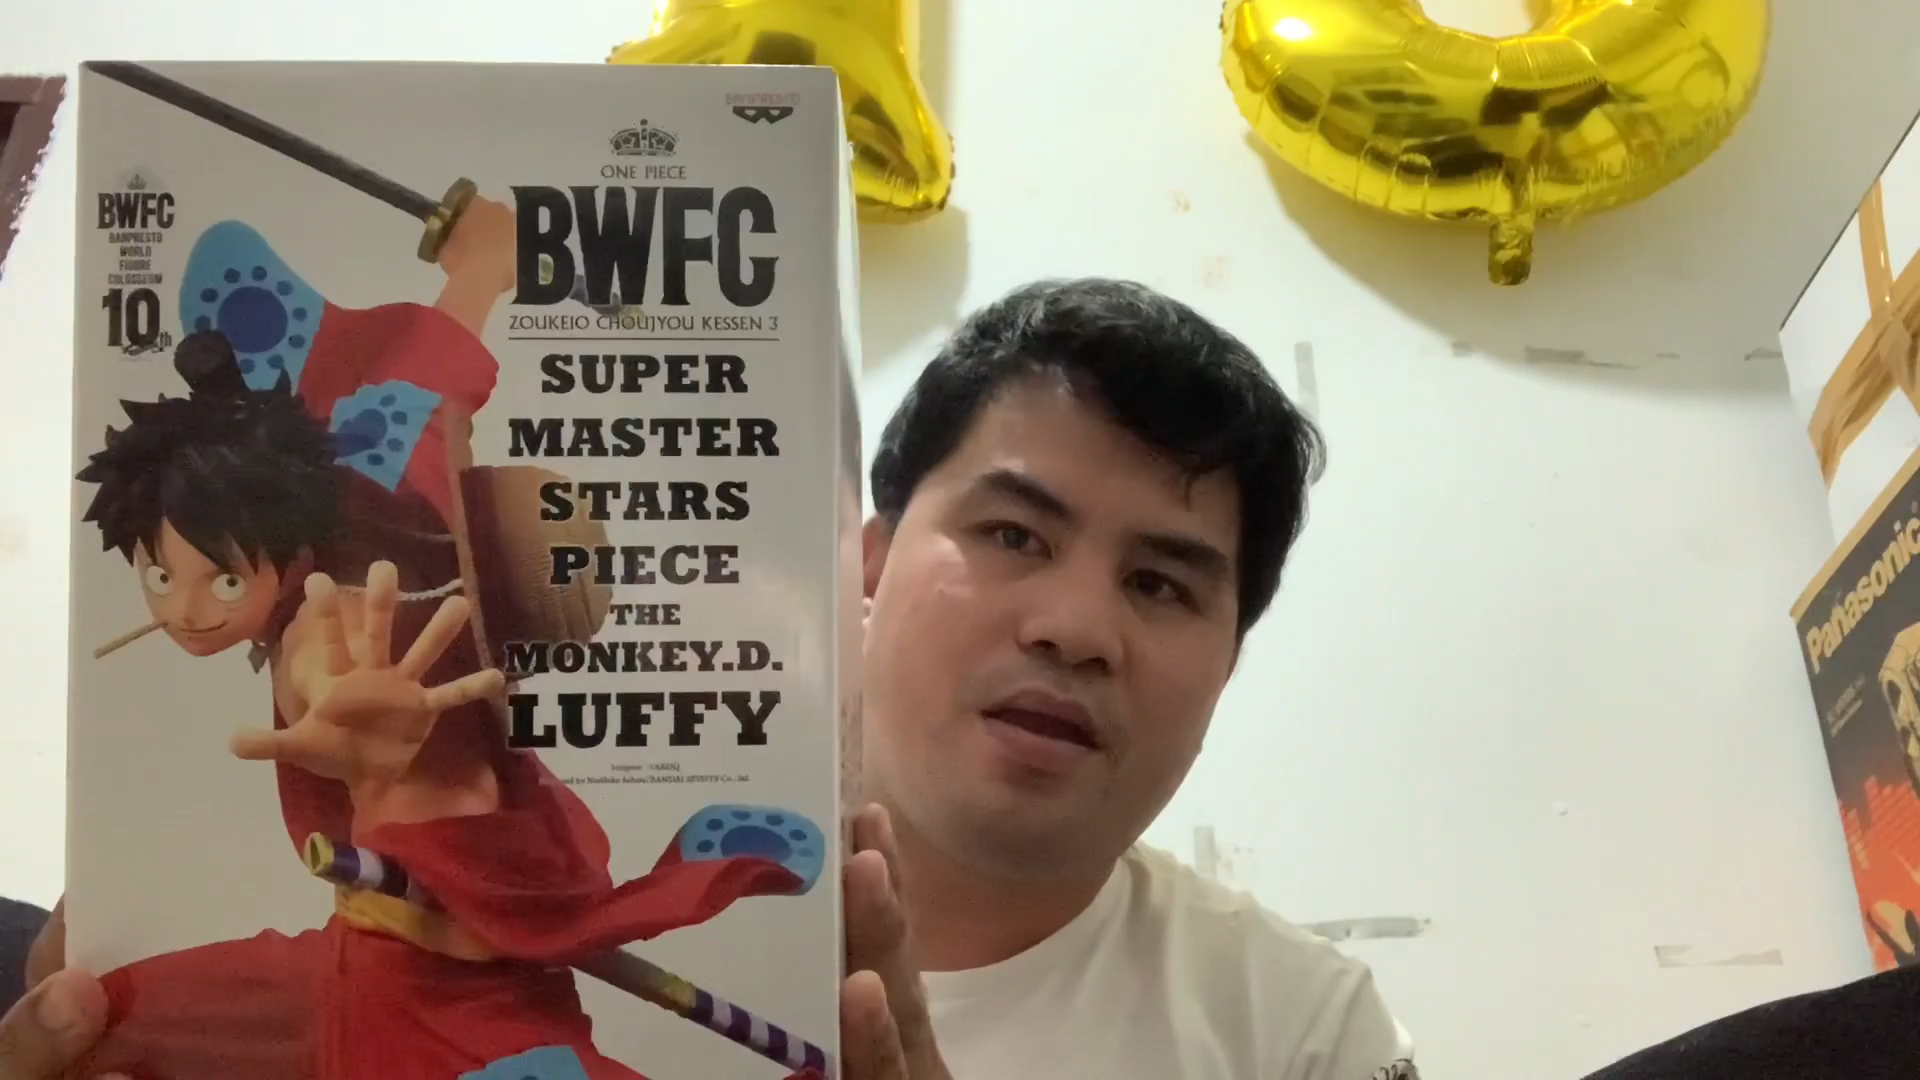 BANPRESTO
ONE PIECE
BWFC
ZOUKEIO CHOUJYOU KESSEN 3
SUPER
MASTER
STARS
PIECE
THE
MONKEY.D.
LUFFY
BWFC
BANPRESTO
WORLD
FIGURE
COLOSSEUM
10th
Panasonic